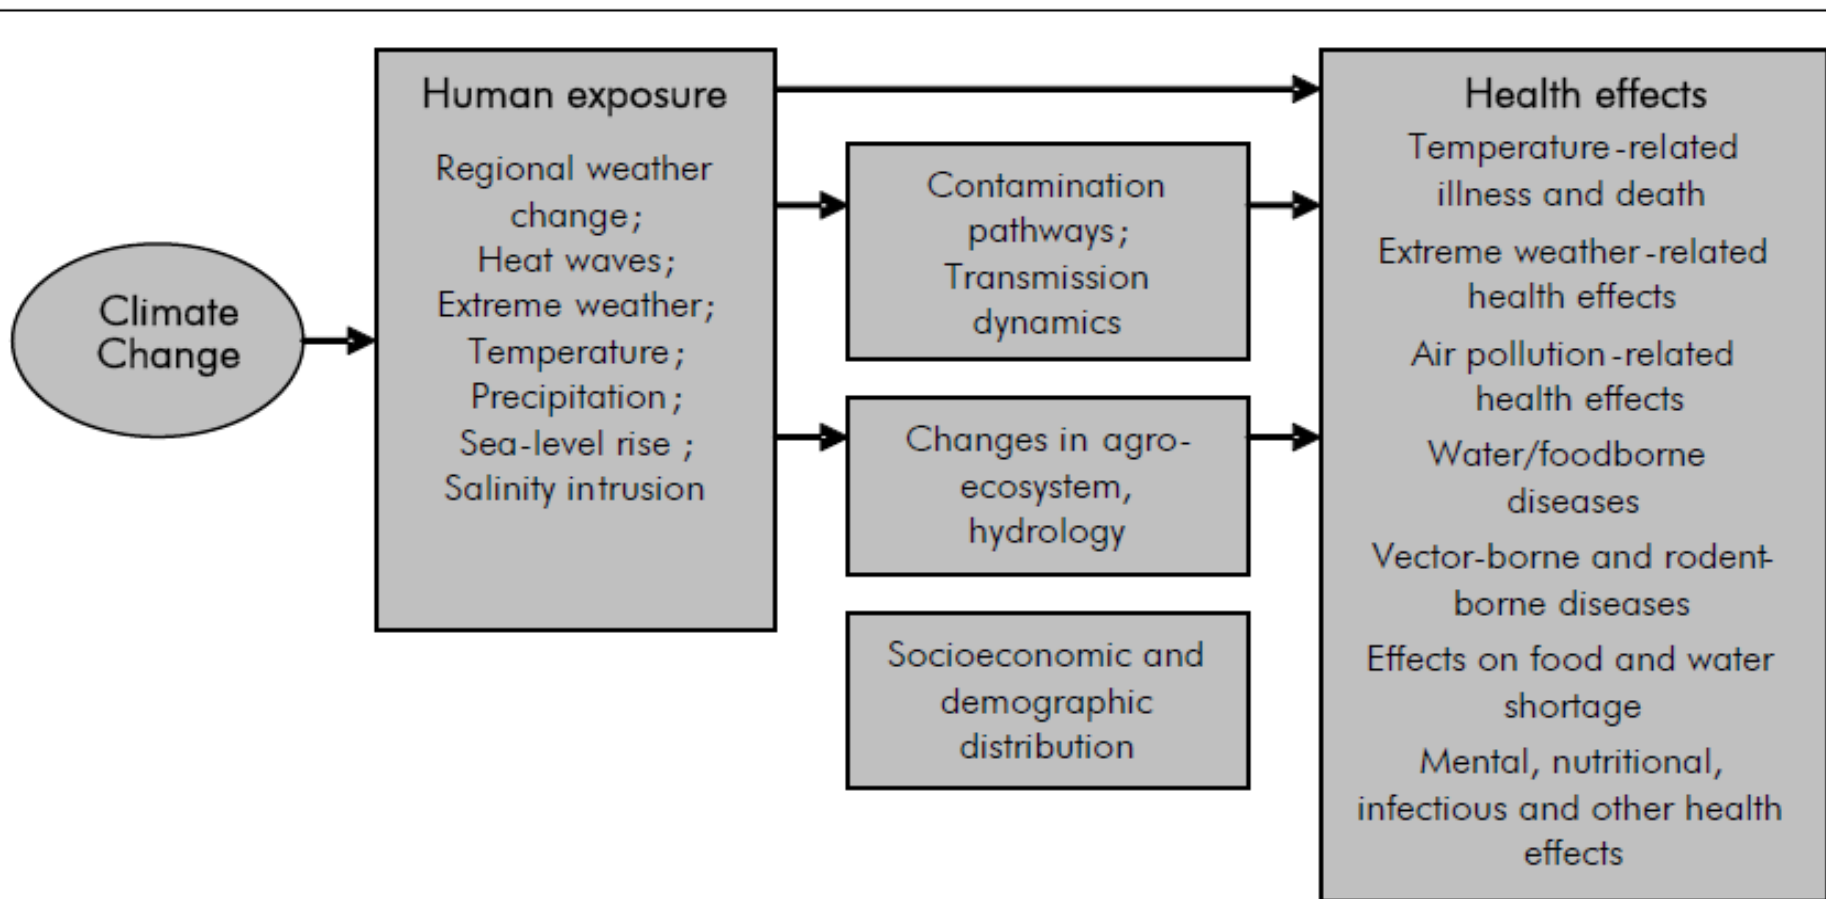 Climate
Change
Human exposure
Regional weather
change;
Heat waves;
Extreme weather;
Temperature;
Precipitation;
Sea-level rise ;
Salinity intrusion
Contamination
pathways;
Transmission
dynamics
Changes in agro-
ecosystem,
hydrology
Socioeconomic and
demographic
distribution
Health effects
Temperature-related
illness and death
Extreme weather-related
health effects
Air pollution-related
health effects
Water/foodborne
diseases
Vector-borne and rodent-
borne diseases
Effects on food and water
shortage
Mental, nutritional,
infectious and other health
effects